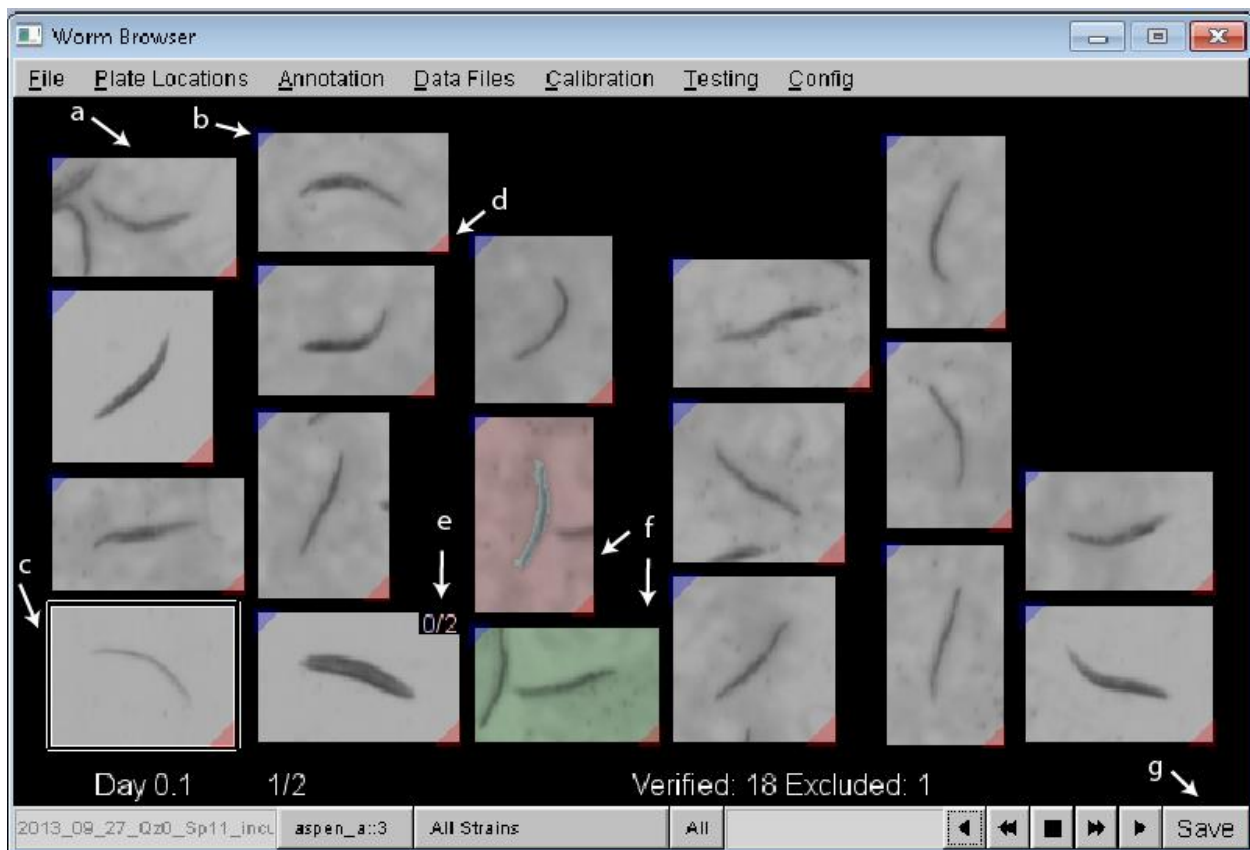 Worm Browser
File Plate Locations Annotation Data Files Calibration Testing Config
a
b
d
c
e
f
0/2
Day 0.1 1/2 Verified: 18 Excluded: 1
g
2013_09_27_Qz0_Sp11_incu aspen_a::3 All Strains All Save